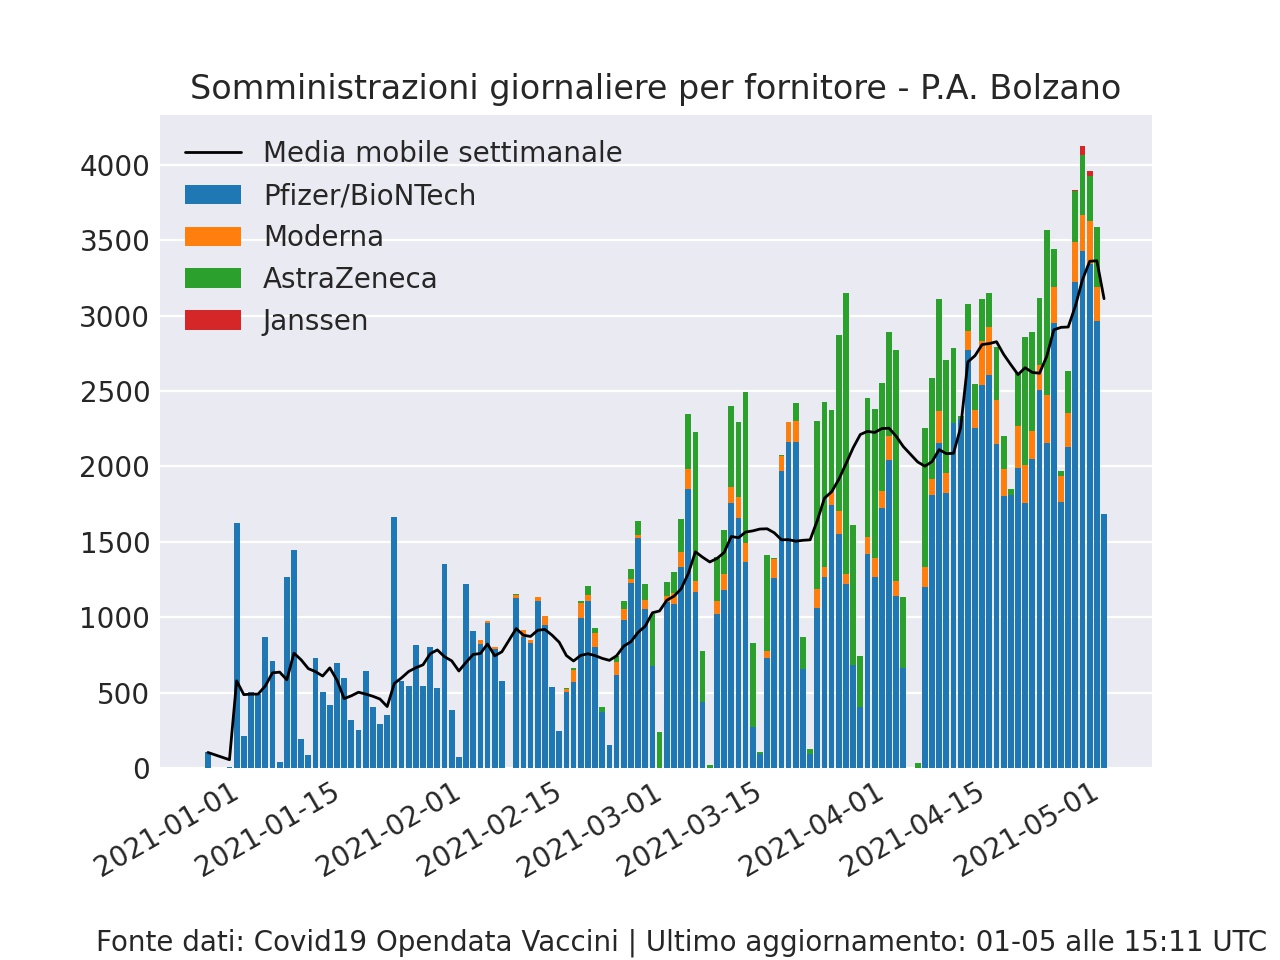 Somministrazioni giornaliere per fornitore - P.A. Bolzano
Media mobile settimanale
Pfizer/BioNTech
Moderna
AstraZeneca
Janssen
4000
3500
3000
2500
2000
1500
1000
500
0
2021-01-01
2021-01-15
2021-02-01
2021-02-15
2021-03-01
2021-03-15
2021-04-01
2021-04-15
2021-05-01
Fonte dati: Covid19 Opendata Vaccini | Ultimo aggiornamento: 01-05 alle 15:11 UTC